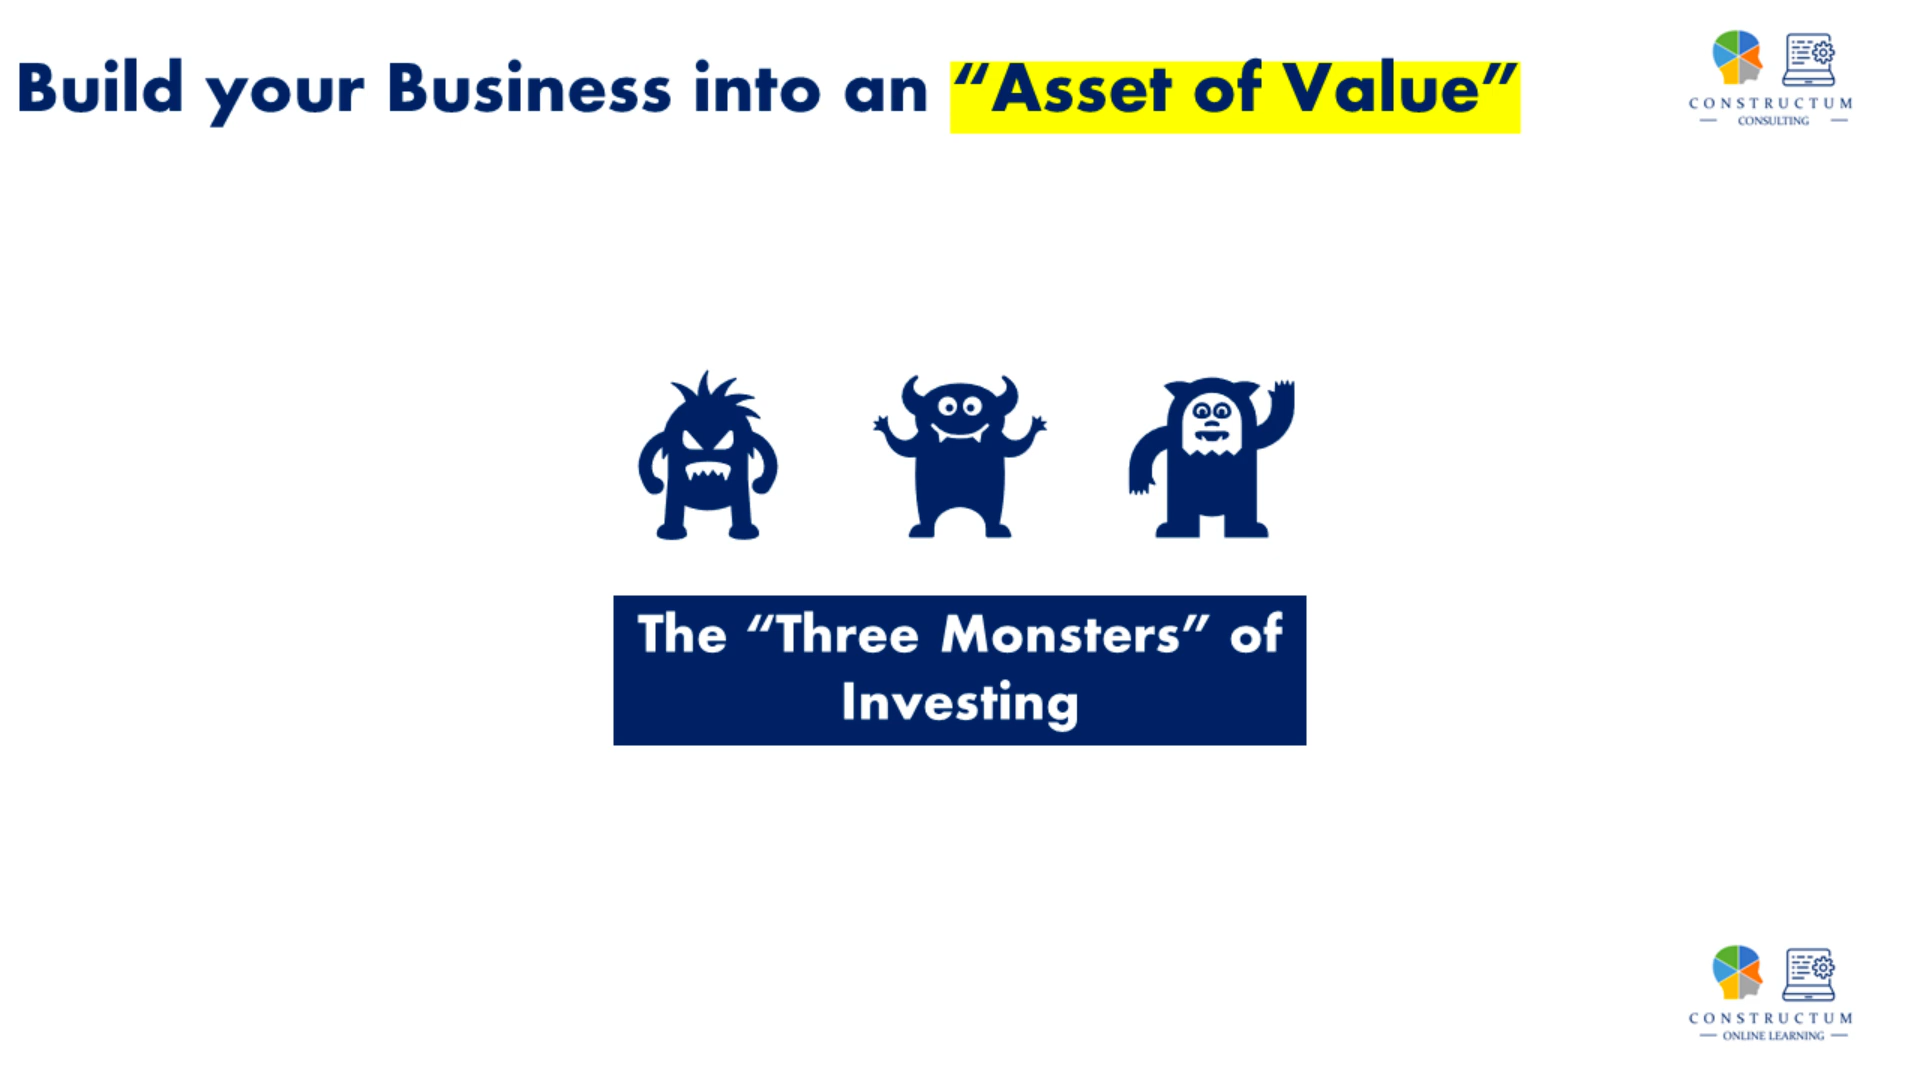 Build your Business into an “Asset of Value”
CONSTRUCTUM
CONSULTING
The “Three Monsters” of
Investing
CONSTRUCTUM
ONLINE LEARNING